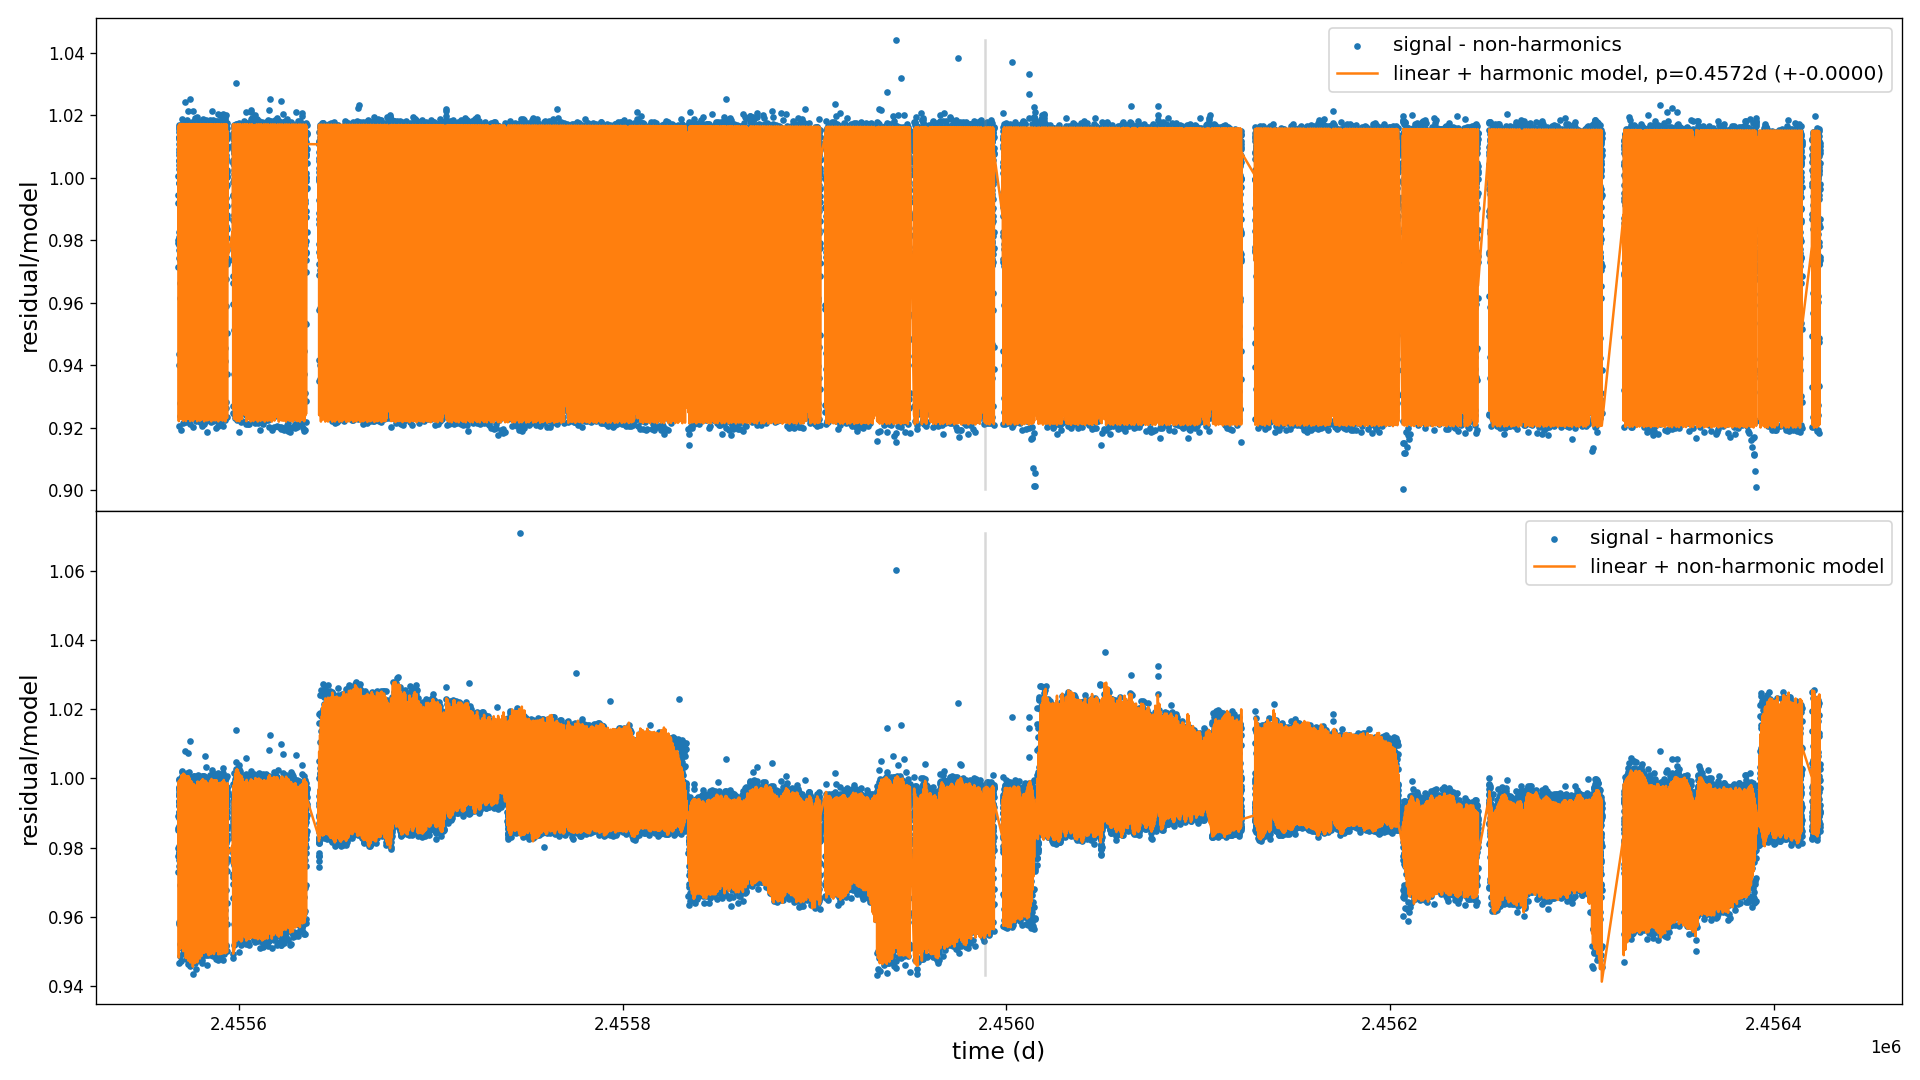 signal - non-harmonics
linear + harmonic model, p=0.4572d (+-0.0000)
1.04
1.02
1.00
0.98
0.96
0.94
0.92
0.90
residual/model
signal - harmonics
linear + non-harmonic model
1.06
1.04
1.02
1.00
0.98
0.96
0.94
residual/model
2.4556
2.4558
2.4560
2.4562
2.4564
1e6
time (d)